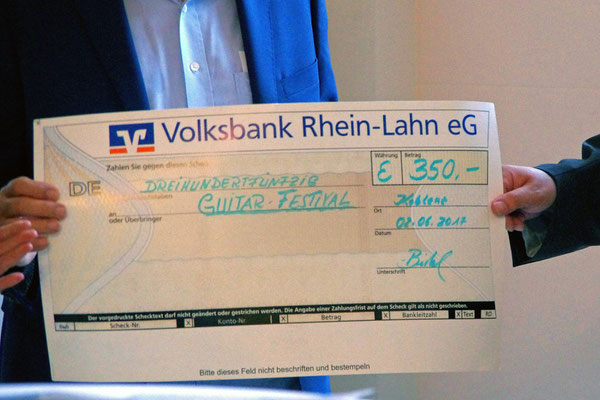 Volksbank Rhein-Lahn eG
Zahlen Sie gegen diesen Scheck
Währung Betrag
DE DREIHUNDERTFÜNFZIG € 350,-
GUITAR-FESTIVAL Koblenz
an Ort
oder Überbringer 02.06.2017
Datum
Unterschrift
Der vorgedruckte Schecktext darf nicht geändert oder gestrichen werden. Die Angabe einer Zahlungsfrist auf dem Scheck gilt als nicht geschrieben.
Scheck-Nr. X Konto-Nr. X Betrag X Bankleitzahl X Text
Bitte dieses Feld nicht beschriften und bestempeln